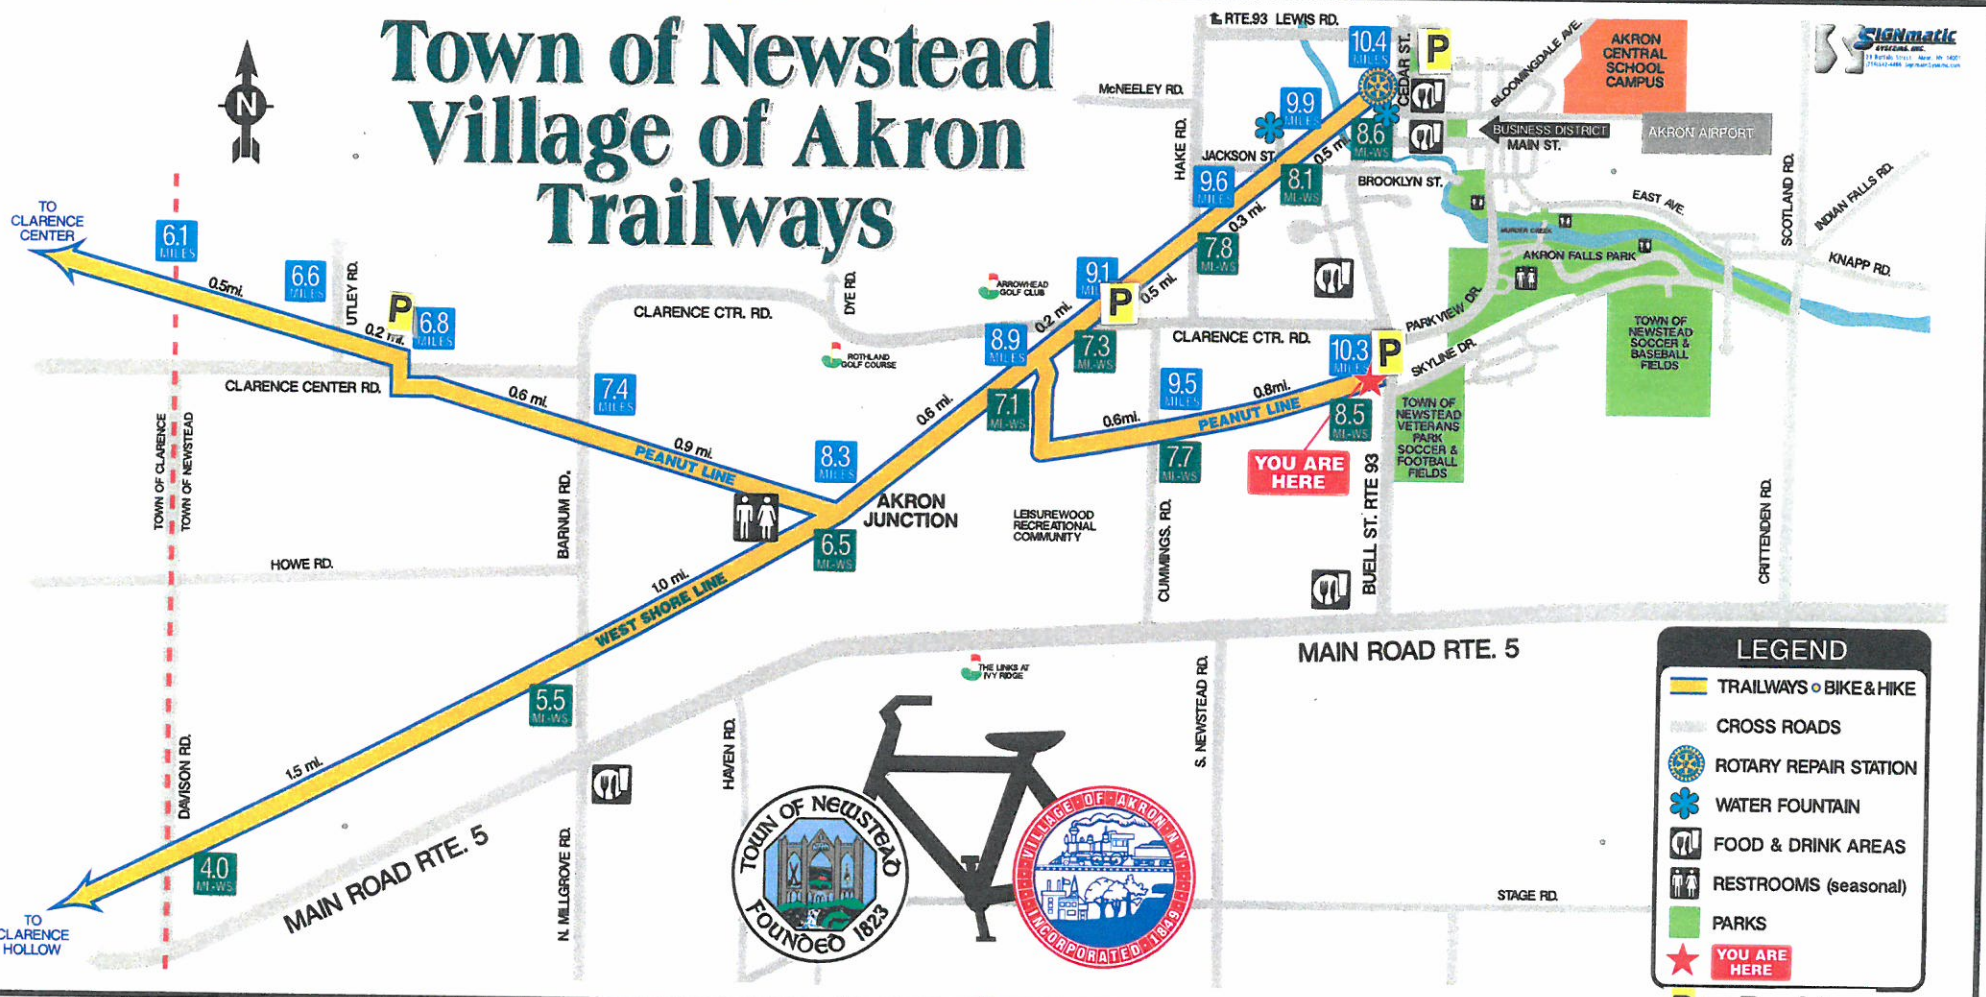 Town of Newstead
Village of Akron
Trailways
N
RTE.93 LEWIS RD.
10.4
MILES
P
CEDAR ST.
BLOOMINGDALE AVE.
AKRON
CENTRAL
SCHOOL
CAMPUS
SIGNmatic
SYSTEMS, INC.
McNEELEY RD.
HAKE RD.
9.9
MILES
8.6
MI.-WS
BUSINESS DISTRICT
MAIN ST.
AKRON AIRPORT
JACKSON ST.
0.5 mi.
8.1
MI.-WS
BROOKLYN ST.
9.6
MILES
0.3 mi.
7.8
MI.-WS
EAST AVE.
SCOTLAND RD.
INDIAN FALLS RD.
KNAPP RD.
MURDER CREEK
AKRON FALLS PARK
TO
CLARENCE
CENTER
6.1
MILES
0.5mi.
6.6
MILES
UTLEY RD.
P
0.2 mi.
6.8
MILES
CLARENCE CTR. RD.
DYE RD.
ARROWHEAD
GOLF CLUB
9.1
P
0.5 mi.
0.2 mi.
8.9
MILES
7.3
MI.-WS
CLARENCE CTR. RD.
PARKVIEW DR.
SKYLINE DR.
10.3
MILES
P
TOWN OF
NEWSTEAD
SOCCER &
BASEBALL
FIELDS
ROTHLAND
GOLF COURSE
CLARENCE CENTER RD.
0.6 mi.
7.4
MILES
0.6 mi.
7.1
MI.-WS
9.5
MILES
0.6mi.
PEANUT LINE
0.8mi.
8.5
MI.-WS
TOWN OF
NEWSTEAD
VETERANS
PARK
SOCCER &
FOOTBALL
FIELDS
TOWN OF CLARENCE
TOWN OF NEWSTEAD
0.9 mi.
PEANUT LINE
8.3
MILES
7.7
MI.-WS
YOU ARE
HERE
AKRON
JUNCTION
LEISUREWOOD
RECREATIONAL
COMMUNITY
6.5
MI.-WS
BARNUM RD.
CUMMINGS. RD.
BUELL ST. RTE 93
CRITTENDEN RD.
HOWE RD.
1.0 mi.
WEST SHORE LINE
5.5
MI.-WS
MAIN ROAD RTE. 5
THE LINKS AT
IVY RIDGE
HAVEN RD.
S. NEWSTEAD RD.
DAVISON RD.
1.5 mi.
4.0
MI.-WS
MAIN ROAD RTE. 5
N. MILLGROVE RD.
TO
CLARENCE
HOLLOW
TOWN OF NEWSTEAD
FOUNDED 1823
VILLAGE OF AKRON N.Y.
INCORPORATED 1849
STAGE RD.
LEGEND
TRAILWAYS BIKE & HIKE
CROSS ROADS
ROTARY REPAIR STATION
WATER FOUNTAIN
FOOD & DRINK AREAS
RESTROOMS (seasonal)
PARKS
YOU ARE
HERE